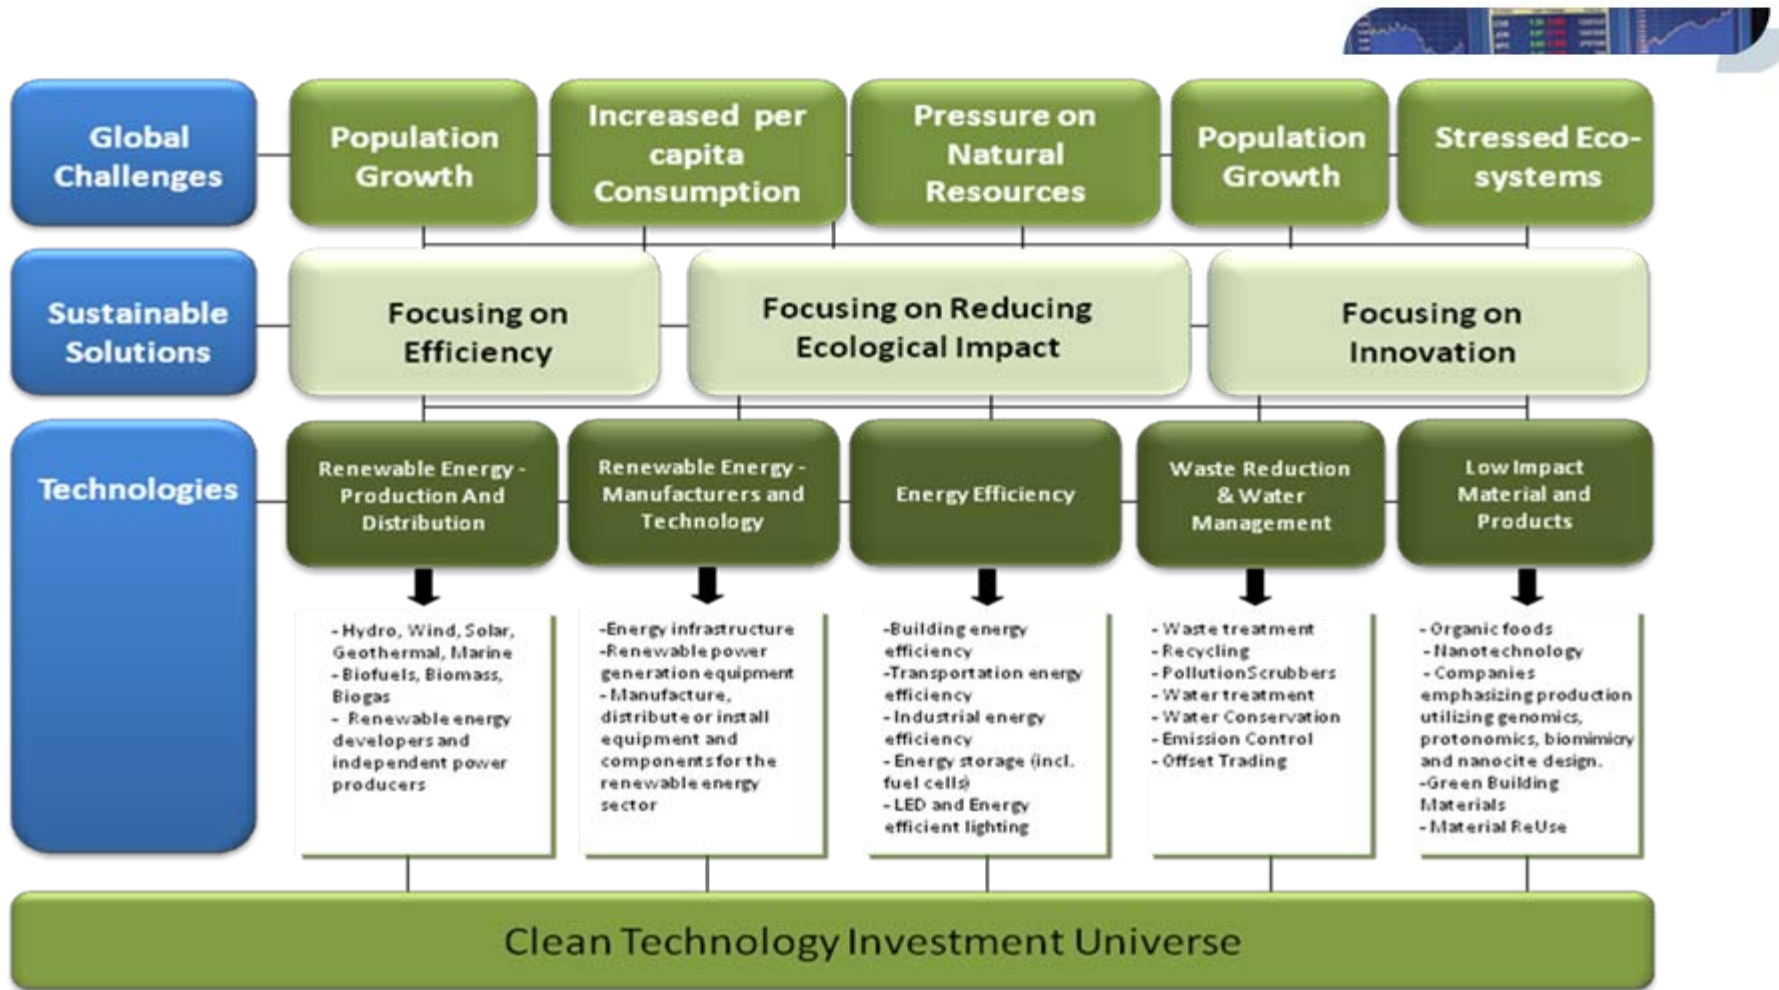 Global
Challenges
Population
Growth
Increased per
capita
Consumption
Pressure on
Natural
Resources
Population
Growth
Stressed Eco-
systems
Sustainable
Solutions
Focusing on
Efficiency
Focusing on Reducing
Ecological Impact
Focusing on
Innovation
Technologies
Renewable Energy -
Production And
Distribution
Renewable Energy -
Manufacturers and
Technology
Energy Efficiency
Waste Reduction
& Water
Management
Low Impact
Material and
Products
- Hydro, Wind, Solar,
Geothermal, Marine
- Biofuels, Biomass,
Biogas
- Renewable energy
developers and
independent power
producers
-Energy infrastructure
-Renewable power
generation equipment
- Manufacture,
distribute or install
equipment and
components for the
renewable energy
sector
-Building energy
efficiency
-Transportation energy
efficiency
- Industrial energy
efficiency
- Energy storage (incl.
fuel cells)
- LED and Energy
efficient lighting
- Waste treatment
- Recycling
- Pollution Scrubbers
- Water treatment
- Water Conservation
- Emission Control
- Offset Trading
- Organic foods
- Nanotechnology
- Companies
emphasizing production
utilizing genomics,
protonomics, biomimicry
and nanocite design.
-Green Building
Materials
- Material ReUse
Clean Technology Investment Universe